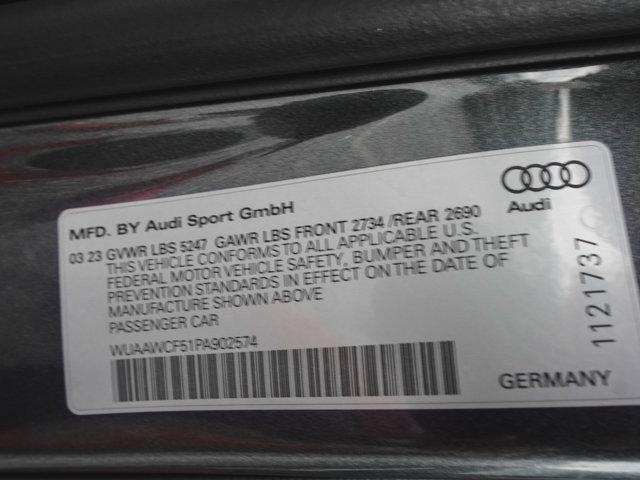 MFD. BY Audi Sport GmbH
Audi
03 23 GVWR LBS 5247 GAWR LBS FRONT 2734 /REAR 2690
THIS VEHICLE CONFORMS TO ALL APPLICABLE U.S.
FEDERAL MOTOR VEHICLE SAFETY, BUMPER AND THEFT
PREVENTION STANDARDS IN EFFECT ON THE DATE OF
MANUFACTURE SHOWN ABOVE
PASSENGER CAR
WUAAWCF51PA902574
1121737
GERMANY